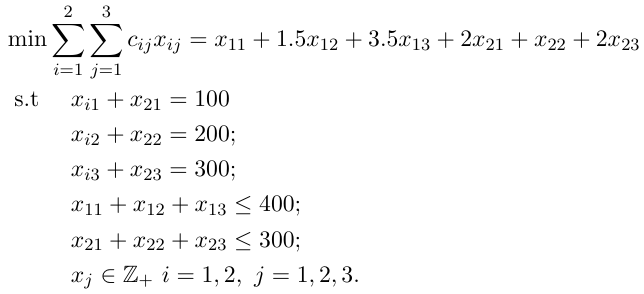 \min \sum_{i=1}^{2} \sum_{j=1}^{3} c_{ij}x_{ij} = x_{11} + 1.5x_{12} + 3.5x_{13} + 2x_{21} + x_{22} + 2x_{23}
s.t x_{i1} + x_{21} = 100
x_{i2} + x_{22} = 200;
x_{i3} + x_{23} = 300;
x_{11} + x_{12} + x_{13} ≤ 400;
x_{21} + x_{22} + x_{23} ≤ 300;
x_j ∈ ℤ_+ i = 1, 2, j = 1, 2, 3.